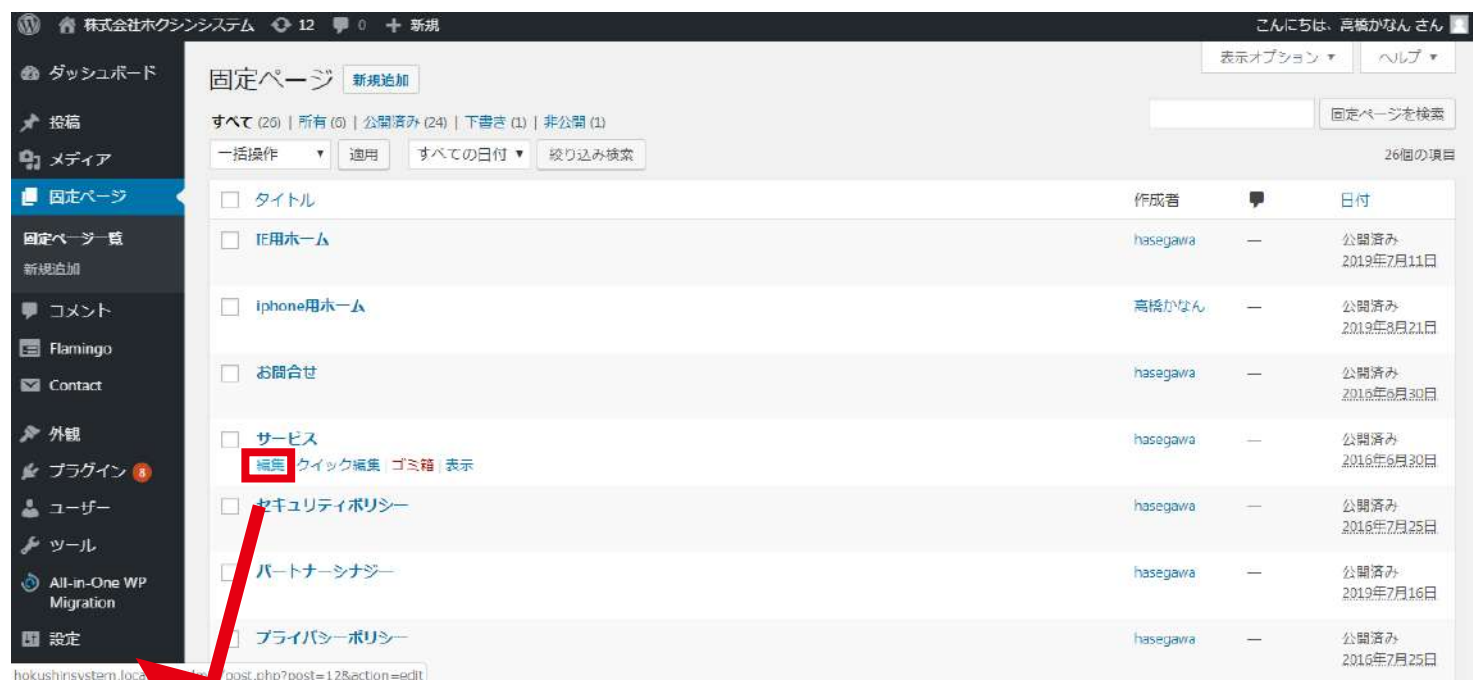 株式会社ホクシンシステム 12 0 新規 こんにちは、高橋かなん さん
ダッシュボード
投稿
メディア
固定ページ
固定ページ一覧
新規追加
コメント
Flamingo
Contact
外観
プラグイン 8
ユーザー
ツール
All-in-One WP
Migration
設定
表示オプション ▼ ヘルプ ▼
固定ページ 新規追加
すべて (26) | 所有 (6) | 公開済み (24) | 下書き (1) | 非公開 (1)
固定ページを検索
一括操作 ▼ 適用 すべての日付 ▼ 絞り込み検索 26個の項目
タイトル 作成者 日付
IE用ホーム hasegawa — 公開済み
2019年7月11日
iphone用ホーム 高橋かなん — 公開済み
2019年8月21日
お問合せ hasegawa — 公開済み
2016年6月30日
サービス hasegawa — 公開済み
編集 クイック編集 | ゴミ箱 | 表示 2016年6月30日
セキュリティポリシー hasegawa — 公開済み
2016年7月25日
パートナーシナジー hasegawa — 公開済み
2019年7月16日
プライバシーポリシー hasegawa — 公開済み
2016年7月25日
post.php?post=12&action=edit